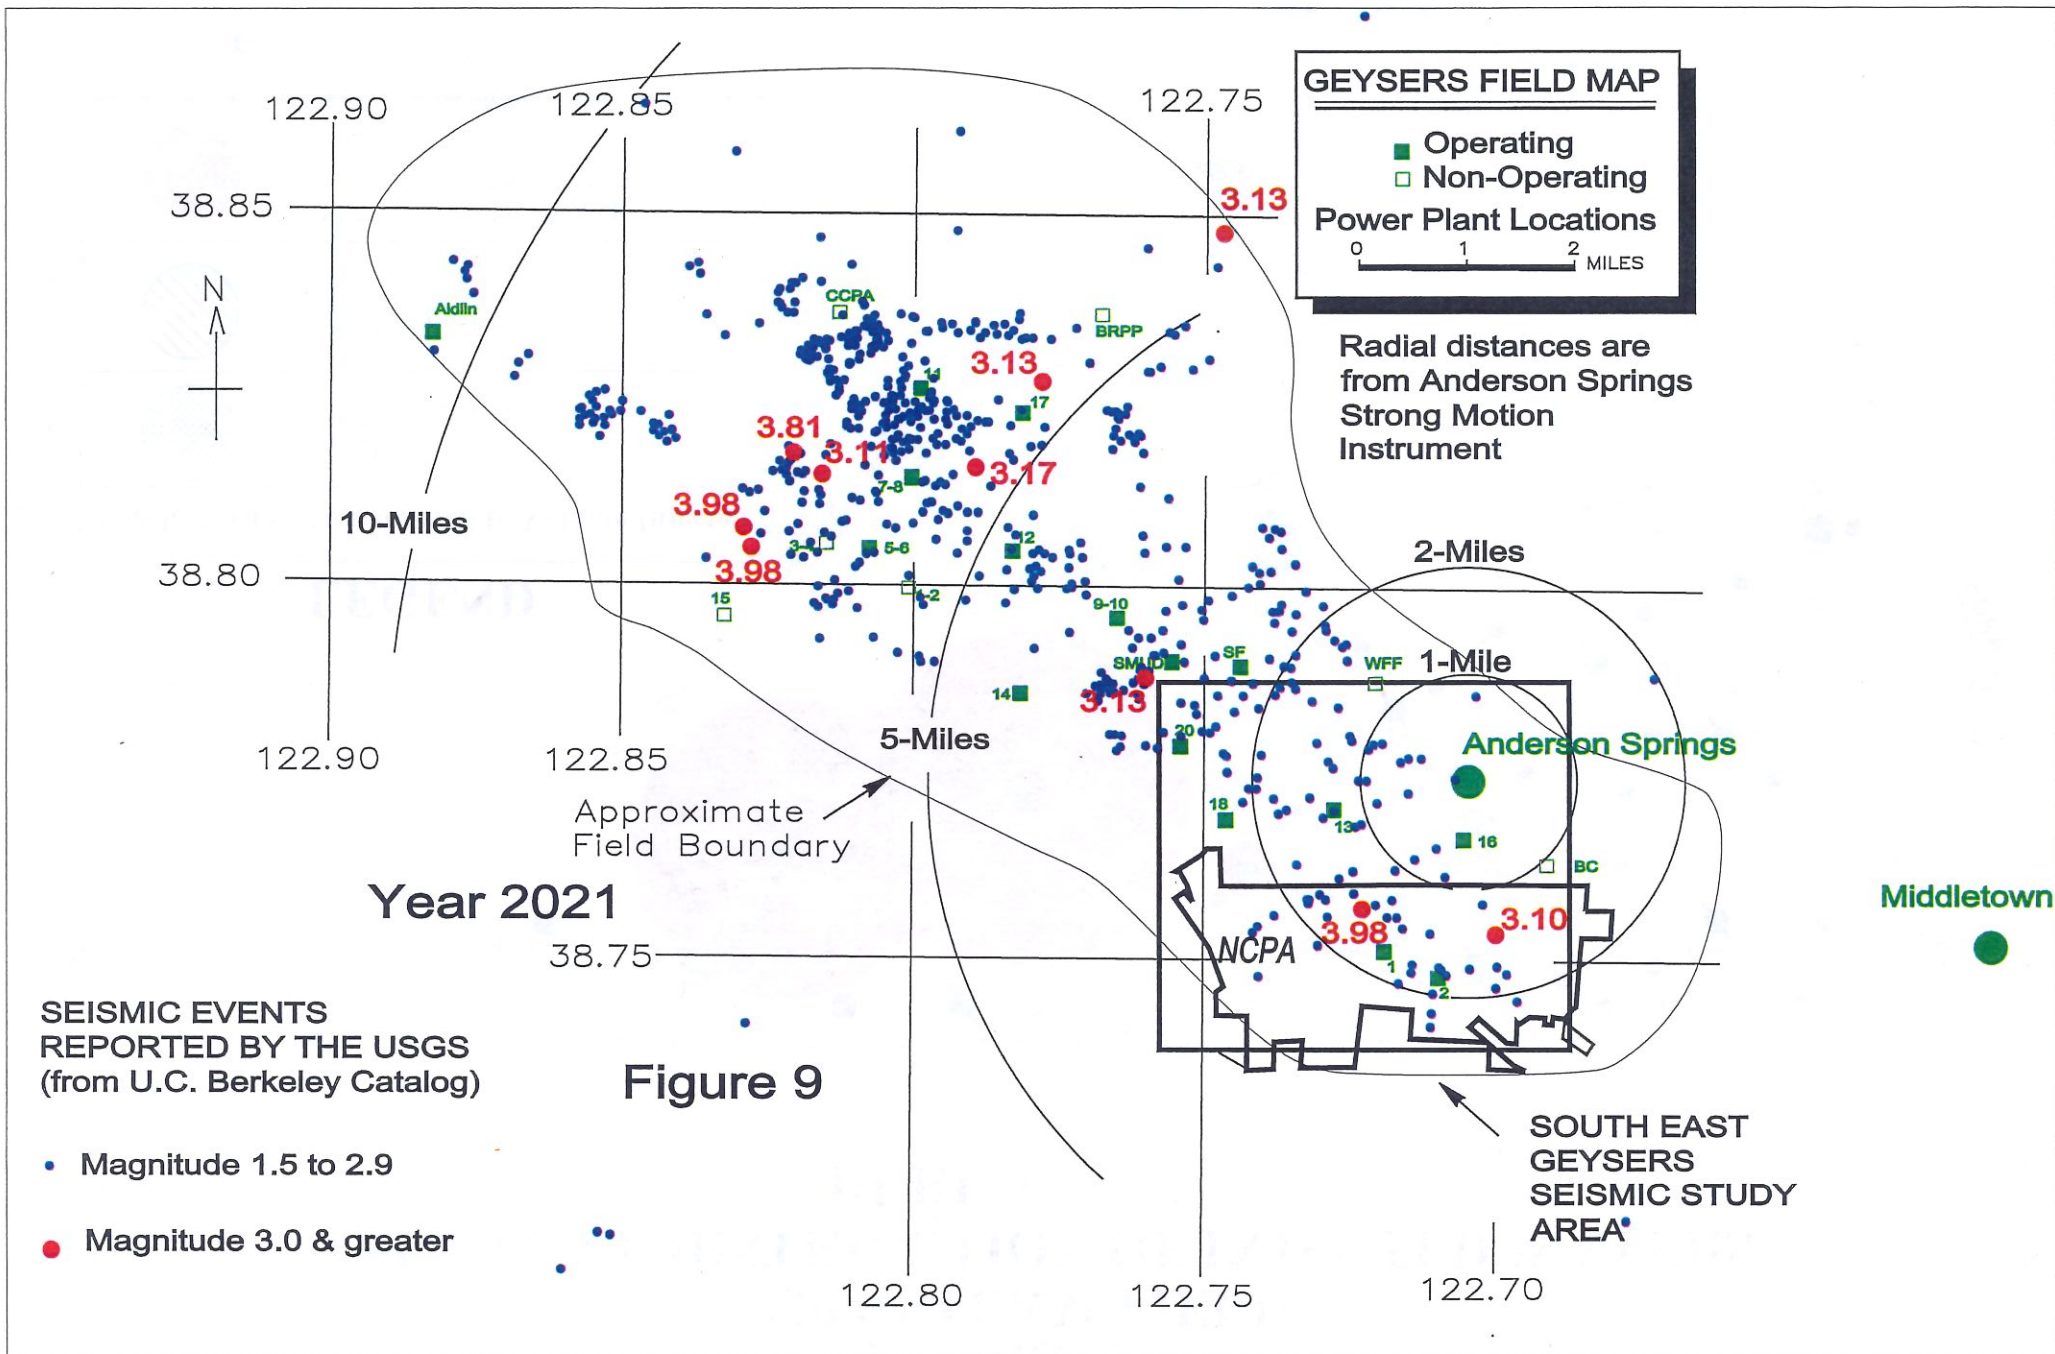 122.90
122.85
122.75
GEYSERS FIELD MAP
Operating
Non-Operating
Power Plant Locations
0 1 2 MILES
38.85
3.13
N
Aidlin
CCPA
BRPP
Radial distances are
from Anderson Springs
Strong Motion
Instrument
3.13
11
17
3.81
3.11
3.17
7-8
3.98
10-Miles
5-6
12
3.98
2-Miles
38.80
15
1-2
9-10
SMUD
SF
WFF
1-Mile
14
3.13
20
5-Miles
Anderson Springs
122.90
122.85
Approximate
Field Boundary
18
13
16
BC
Year 2021
Middletown
3.98
3.10
NCPA
38.75
1
2
SEISMIC EVENTS
REPORTED BY THE USGS
(from U.C. Berkeley Catalog)
Figure 9
SOUTH EAST
GEYSERS
SEISMIC STUDY
AREA
Magnitude 1.5 to 2.9
Magnitude 3.0 & greater
122.80
122.75
122.70